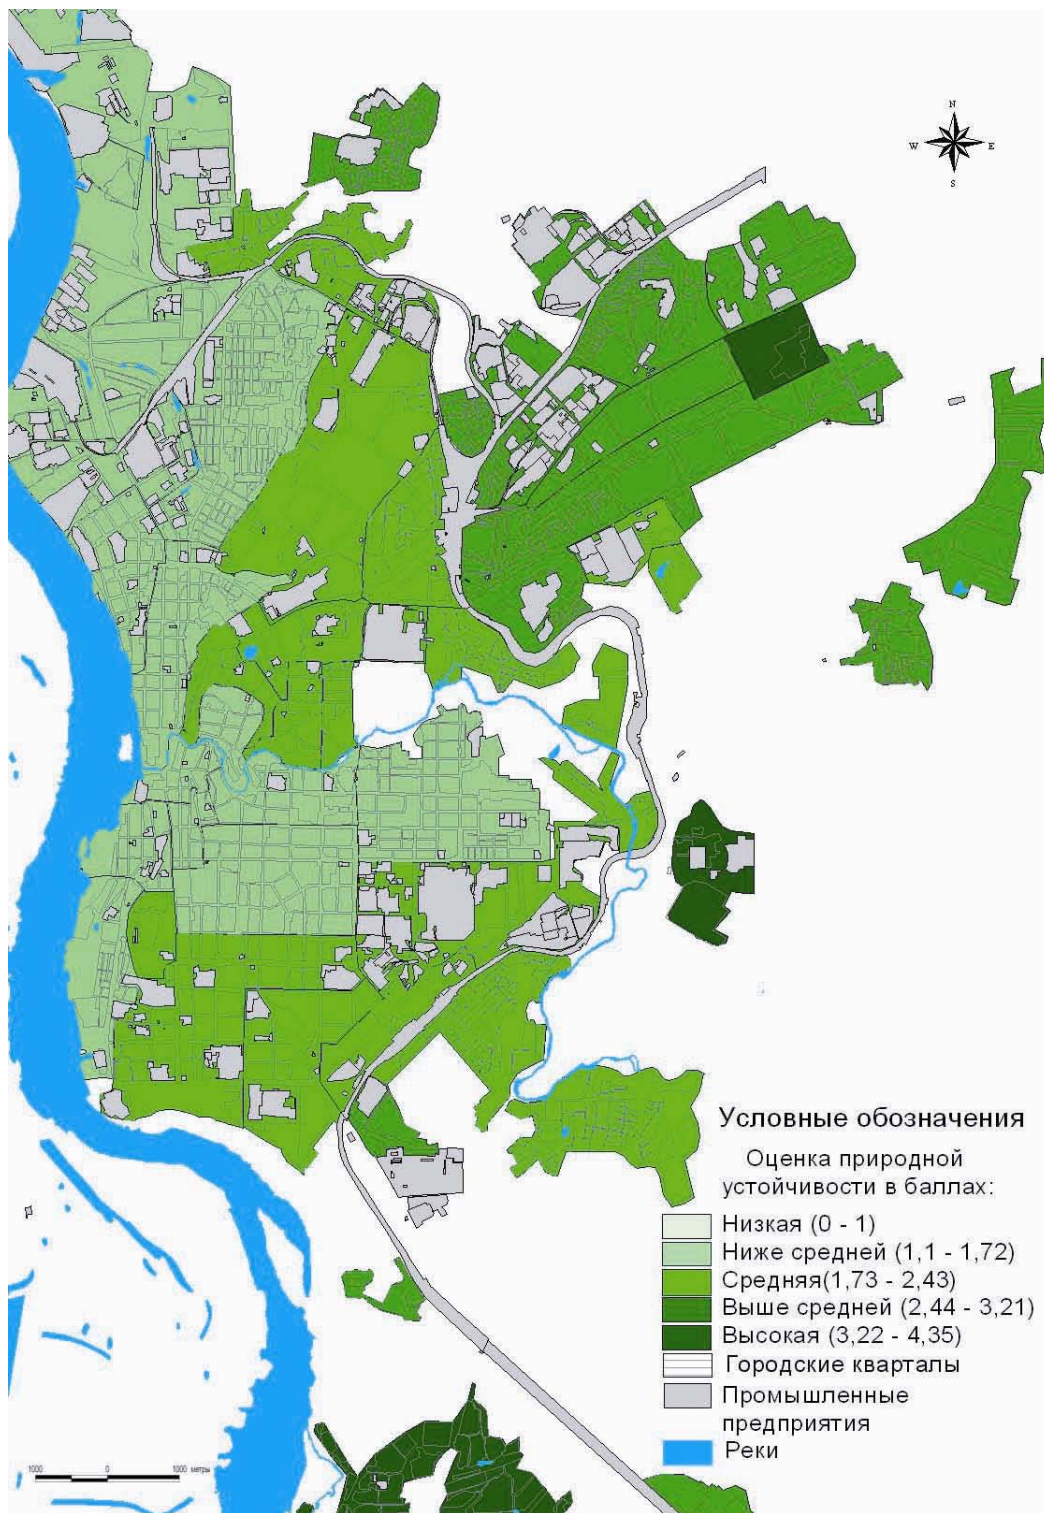 N
W E
S
Условные обозначения
Оценка природной
устойчивости в баллах:
Низкая (0 - 1)
Ниже средней (1,1 - 1,72)
Средняя(1,73 - 2,43)
Выше средней (2,44 - 3,21)
Высокая (3,22 - 4,35)
Городские кварталы
Промышленные
предприятия
Реки
1000 0 1000 метры